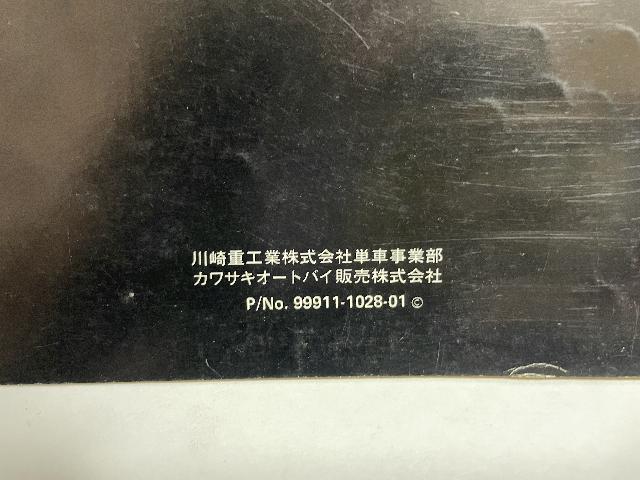 川崎重工業株式会社単車事業部
カワサキオートバイ販売株式会社
P/No. 99911-1028-01 ©